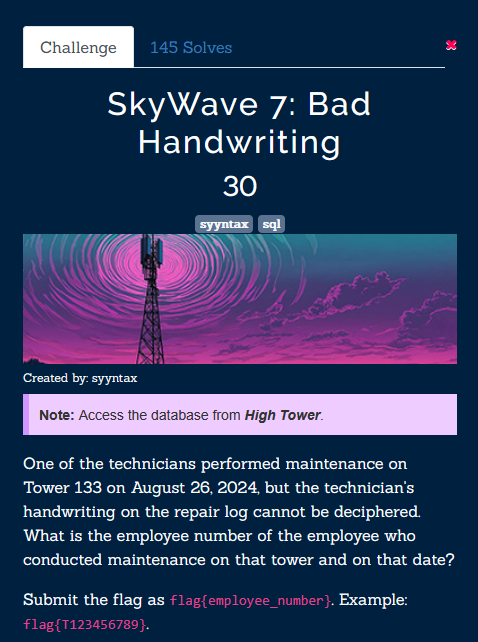 Challenge
145 Solves
SkyWave 7: Bad
Handwriting
30
syyntax sql
Created by: syyntax
Note: Access the database from High Tower.
One of the technicians performed maintenance on
Tower 133 on August 26, 2024, but the technician's
handwriting on the repair log cannot be deciphered.
What is the employee number of the employee who
conducted maintenance on that tower and on that date?
Submit the flag as flag{employee_number}. Example:
flag{T123456789}.